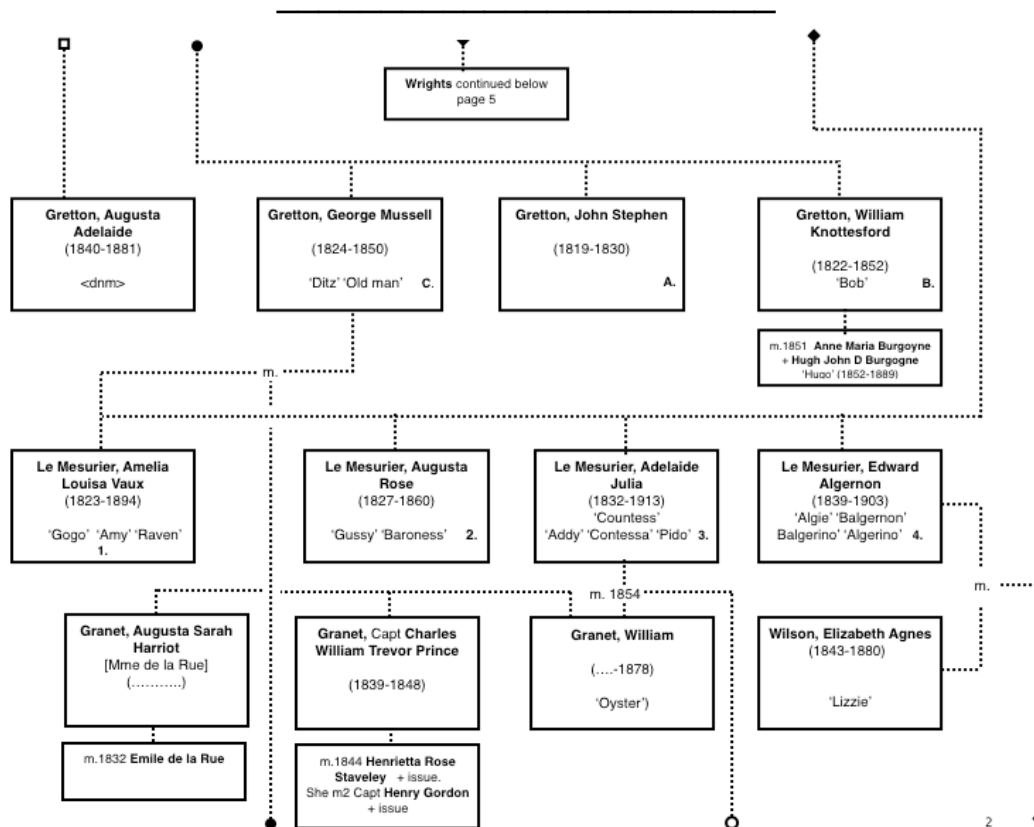 Wrights continued below
page 5
Gretton, Augusta
Adelaide
(1840-1881)
<dnm>
Gretton, George Mussell
(1824-1850)
‘Ditz’ ‘Old man’ C.
Gretton, John Stephen
(1819-1830)
A.
Gretton, William
Knottesford
(1822-1852)
‘Bob’ B.
m.1851 Anne Maria Burgoyne
+ Hugh John D Burgogne
‘Hugo’ (1852-1889)
m.
Le Mesurier, Amelia
Louisa Vaux
(1823-1894)
‘Gogo’ ‘Amy’ ‘Raven’
1.
Le Mesurier, Augusta
Rose
(1827-1860)
‘Gussy’ ‘Baroness’ 2.
Le Mesurier, Adelaide
Julia
(1832-1913)
‘Countess’
‘Addy’ ‘Contessa’ ‘Pido’ 3.
Le Mesurier, Edward
Algernon
(1839-1903)
‘Algie’ ‘Balgernon’
Balgerino’ ‘Algerino’ 4.
m.
m. 1854
Granet, Augusta Sarah
Harriot
[Mme de la Rue]
(………..)
Granet, Capt Charles
William Trevor Prince
(1839-1848)
Granet, William
(….-1878)
‘Oyster’)
Wilson, Elizabeth Agnes
(1843-1880)
‘Lizzie’
m.1832 Emile de la Rue
m.1844 Henrietta Rose
Staveley + issue.
She m2 Capt Henry Gordon
+ issue
2